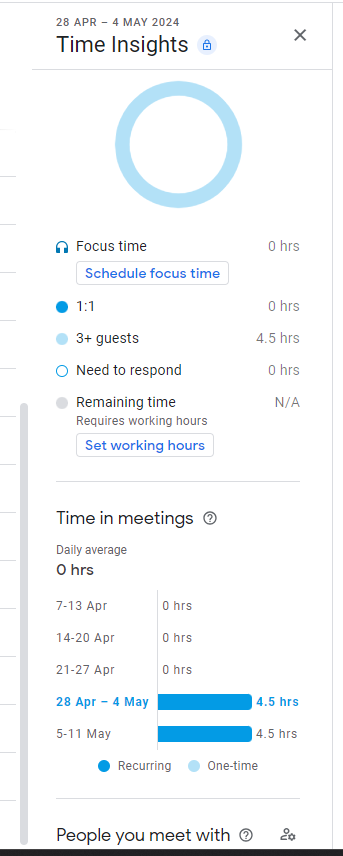 28 APR – 4 MAY 2024
Time Insights
Focus time 0 hrs
Schedule focus time
1:1 0 hrs
3+ guests 4.5 hrs
Need to respond 0 hrs
Remaining time N/A
Requires working hours
Set working hours
Time in meetings
Daily average
0 hrs
7-13 Apr 0 hrs
14-20 Apr 0 hrs
21-27 Apr 0 hrs
28 Apr – 4 May 4.5 hrs
5-11 May 4.5 hrs
Recurring One-time
People you meet with